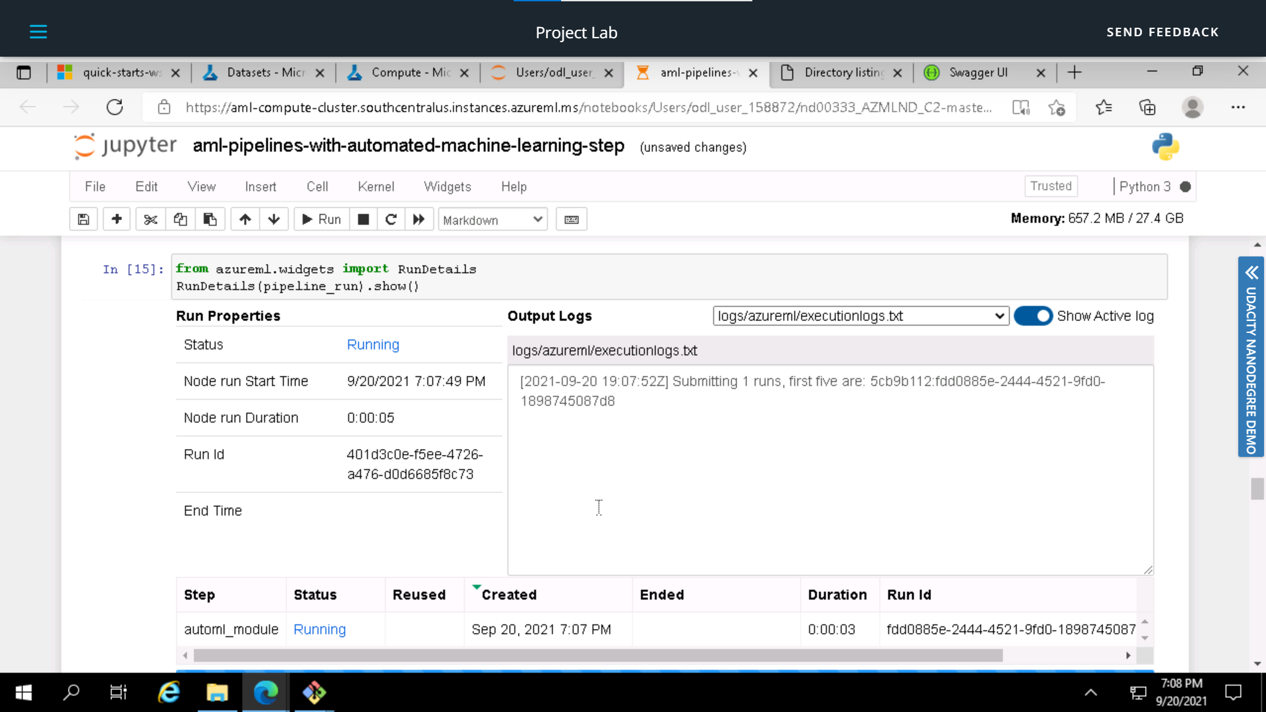 Project Lab
SEND FEEDBACK
quick-starts-w
Datasets - Micr
Compute - Mic
Users/odl_user_
aml-pipelines-
Directory listing
Swagger UI
https://aml-compute-cluster.southcentralus.instances.azureml.ms/notebooks/Users/odl_user_158872/nd00333_AZMLND_C2-maste...
jupyter aml-pipelines-with-automated-machine-learning-step (unsaved changes)
File Edit View Insert Cell Kernel Widgets Help
Trusted
Python 3
Run
Markdown
Memory: 657.2 MB / 27.4 GB
In [15]: from azureml.widgets import RunDetails
RunDetails(pipeline_run).show()
Run Properties
Status Running
Node run Start Time 9/20/2021 7:07:49 PM
Node run Duration 0:00:05
Run Id 401d3c0e-f5ee-4726-
a476-d0d6685f8c73
End Time
Output Logs
logs/azureml/executionlogs.txt
Show Active log
logs/azureml/executionlogs.txt
[2021-09-20 19:07:52Z] Submitting 1 runs, first five are: 5cb9b112:fdd0885e-2444-4521-9fd0-
1898745087d8
Step Status Reused Created Ended Duration Run Id
automl_module Running Sep 20, 2021 7:07 PM 0:00:03 fdd0885e-2444-4521-9fd0-1898745087
UDACITY NANODEGREE DEMO
7:08 PM
9/20/2021